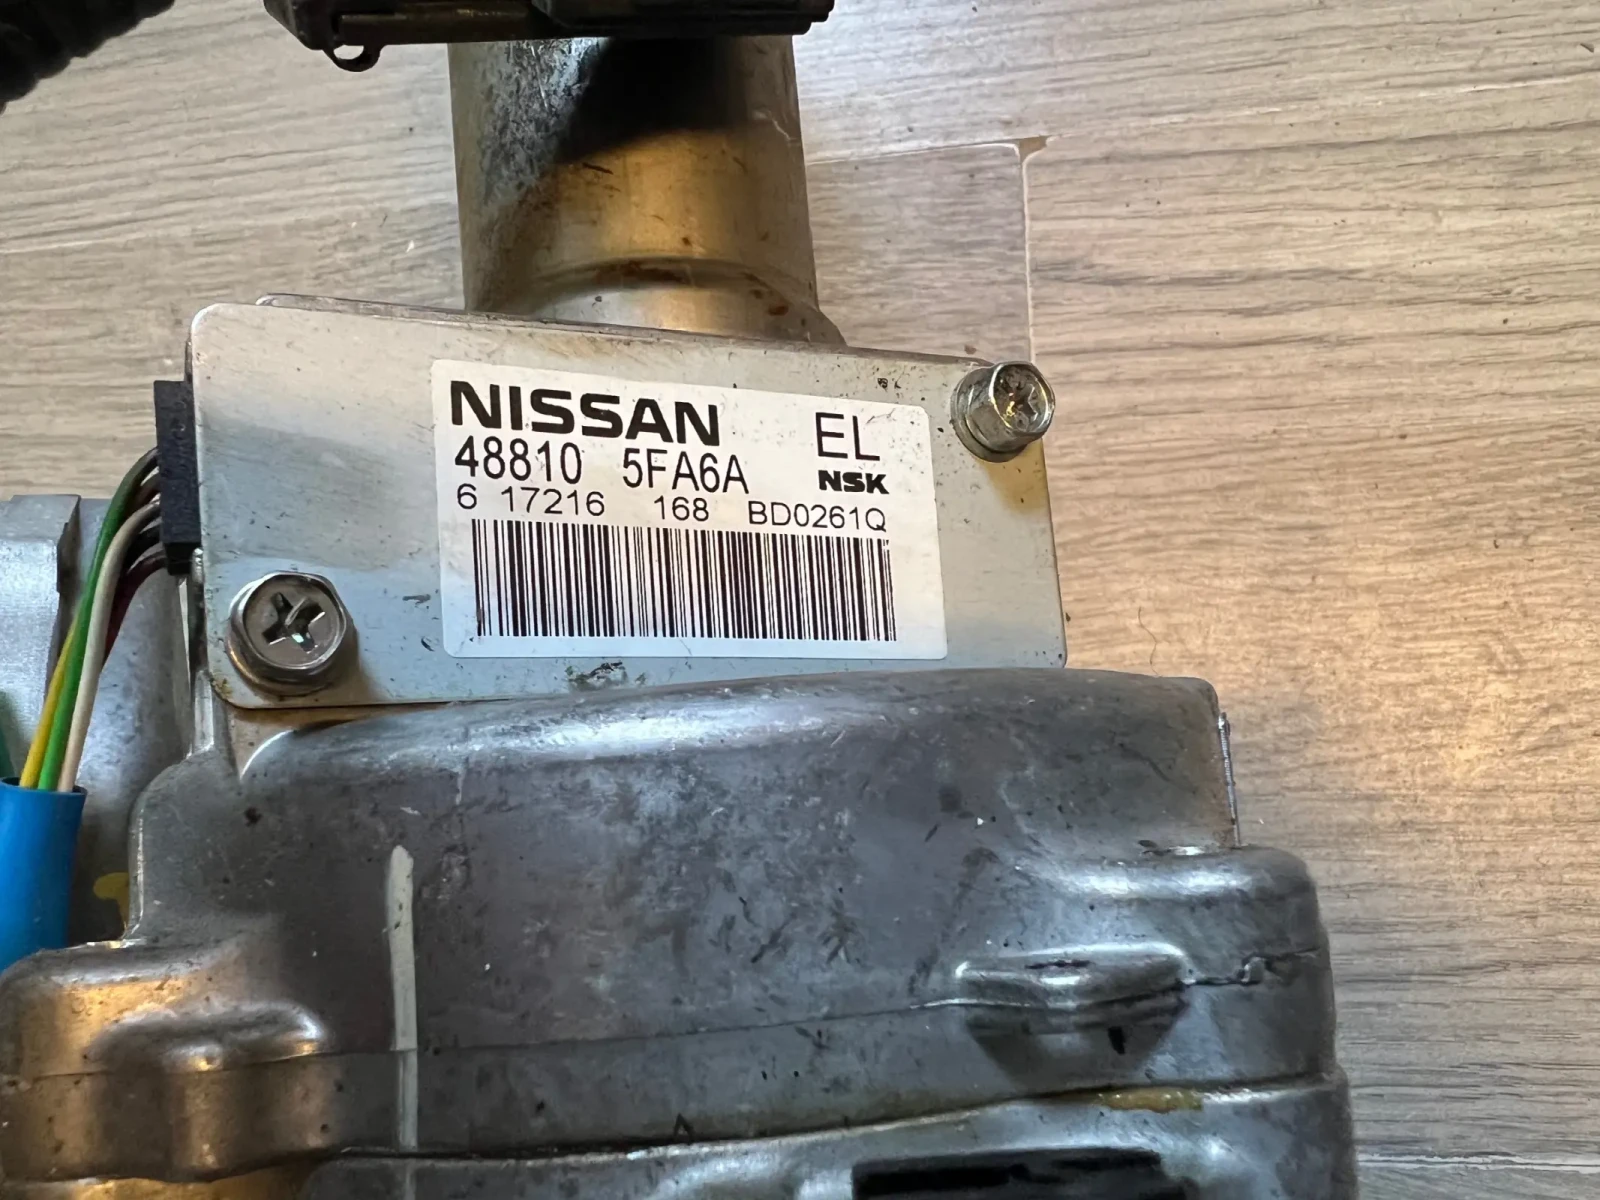 NISSAN EL
48810 5FA6A NSK
6 17216 168 BD0261Q